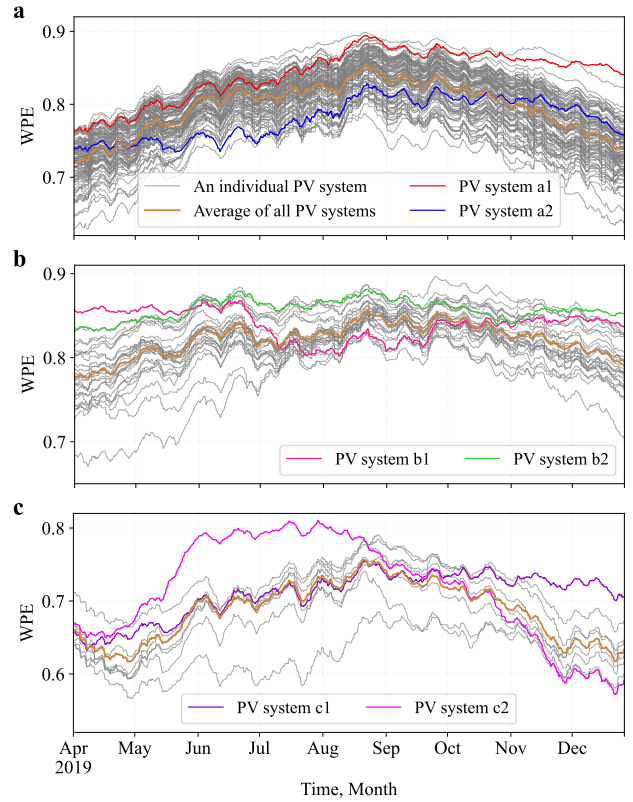 a
0.9
0.8
0.7
WPE
An individual PV system
Average of all PV systems
PV system a1
PV system a2
b
0.9
0.8
0.7
WPE
PV system b1
PV system b2
c
0.8
0.7
0.6
WPE
PV system c1
PV system c2
Apr May Jun Jul Aug Sep Oct Nov Dec
2019
Time, Month